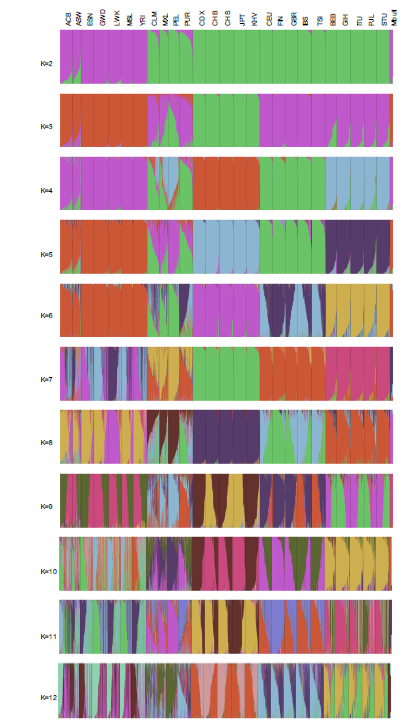 ACB ASW ESN GWD LWK MSL YRI CLM MXL PEL PUR CDX CHB CHS JPT KHV CEU FIN GBR IBS TSI BEB GIH ITU PJL STU
K=2
K=3
K=4
K=5
K=6
K=7
K=8
K=9
K=10
K=11
K=12